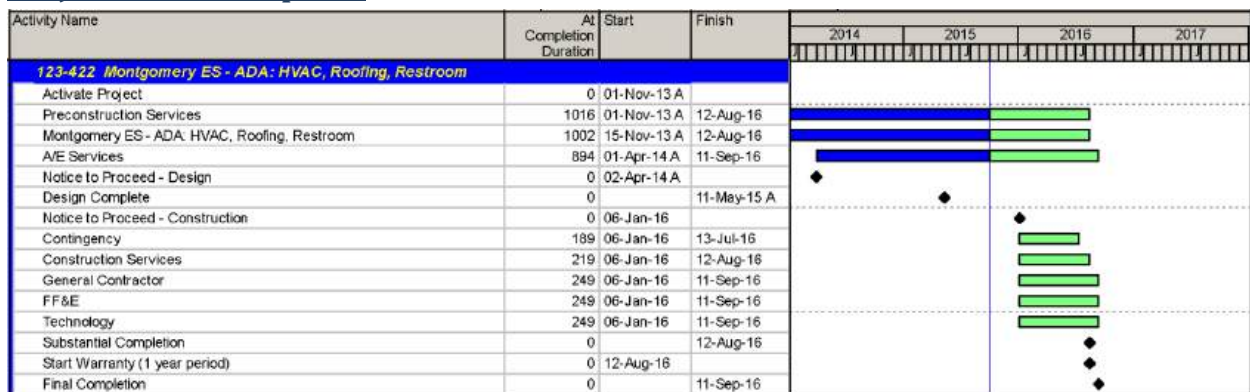 Activity Name At Completion Duration Start Finish 2014 2015 2016 2017
J J J J J J J
123-422 Montgomery ES - ADA: HVAC, Roofing, Restroom
Activate Project 0 01-Nov-13 A
Preconstruction Services 1016 01-Nov-13 A 12-Aug-16
Montgomery ES - ADA: HVAC, Roofing, Restroom 1002 15-Nov-13 A 12-Aug-16
A/E Services 894 01-Apr-14 A 11-Sep-16
Notice to Proceed - Design 0 02-Apr-14 A
Design Complete 0 11-May-15 A
Notice to Proceed - Construction 0 06-Jan-16
Contingency 189 06-Jan-16 13-Jul-16
Construction Services 219 06-Jan-16 12-Aug-16
General Contractor 249 06-Jan-16 11-Sep-16
FF&E 249 06-Jan-16 11-Sep-16
Technology 249 06-Jan-16 11-Sep-16
Substantial Completion 0 12-Aug-16
Start Warranty (1 year period) 0 12-Aug-16
Final Completion 0 11-Sep-16